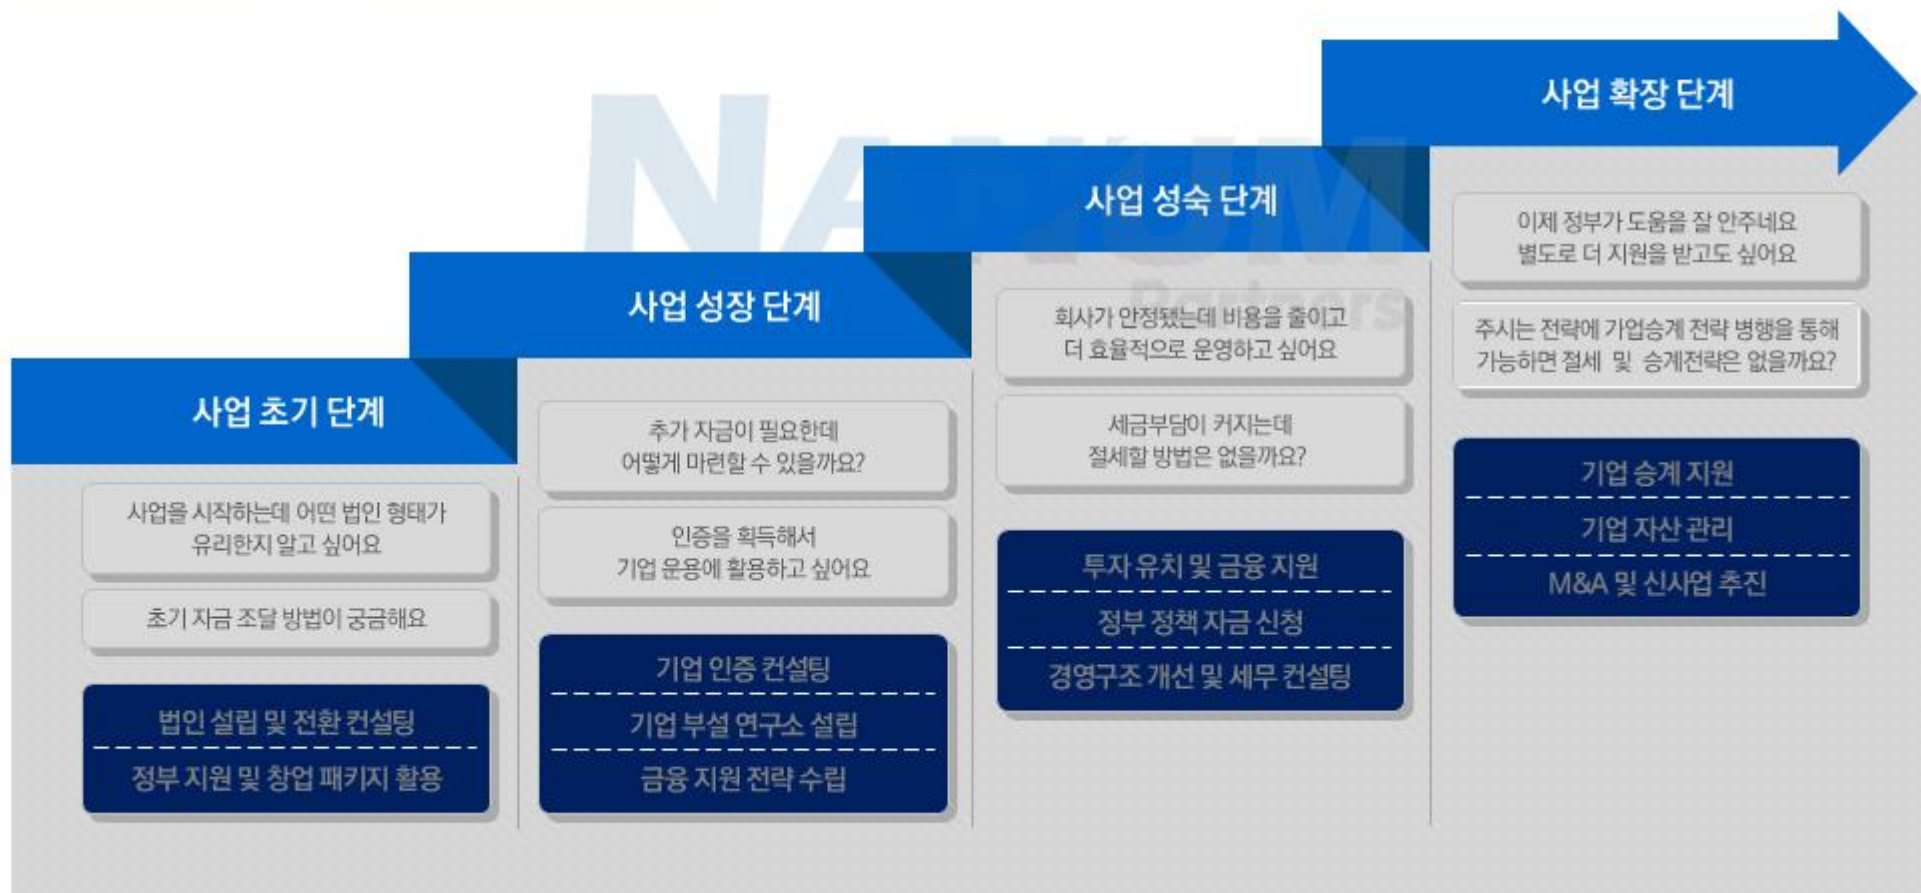 사업 초기 단계
사업을 시작하는데 어떤 법인 형태가
유리한지 알고 싶어요
초기 자금 조달 방법이 궁금해요
법인 설립 및 전환 컨설팅
정부 지원 및 창업 패키지 활용
사업 성장 단계
추가 자금이 필요한데
어떻게 마련할 수 있을까요?
인증을 획득해서
기업 운용에 활용하고 싶어요
기업 인증 컨설팅
기업 부설 연구소 설립
금융 지원 전략 수립
사업 성숙 단계
회사가 안정됐는데 비용을 줄이고
더 효율적으로 운영하고 싶어요
세금부담이 커지는데
절세할 방법은 없을까요?
투자 유치 및 금융 지원
정부 정책 자금 신청
경영구조 개선 및 세무 컨설팅
사업 확장 단계
이제 정부가 도움을 잘 안주네요
별도로 더 지원을 받고도 싶어요
주시는 전략에 가업승계 전략 병행을 통해
가능하면 절세 및 승계전략은 없을까요?
기업 승계 지원
기업 자산 관리
M&A 및 신사업 추진
NANUM
Partners